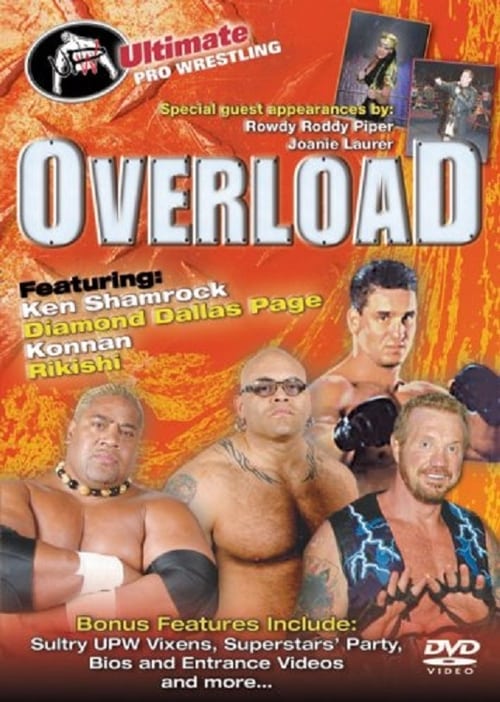 Ultimate
PRO WRESTLING
Special guest appearances by:
Rowdy Roddy Piper
Joanie Laurer
OVERLOAD
Featuring:
Ken Shamrock
Diamond Dallas Page
Konnan
Rikishi
Bonus Features Include:
Sultry UPW Vixens, Superstars' Party,
Bios and Entrance Videos
and more...
DVD
VIDEO